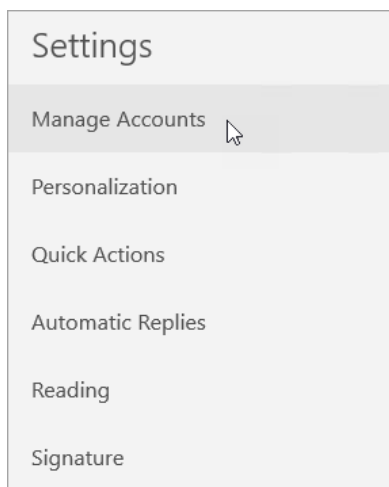 Settings
Manage Accounts
Personalization
Quick Actions
Automatic Replies
Reading
Signature